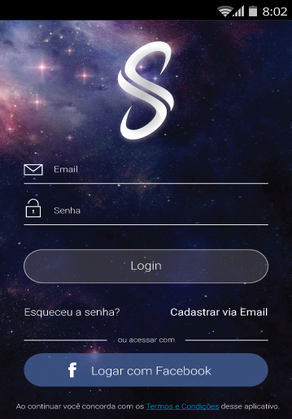 8:02
Email
Senha
Login
Esqueceu a senha? Cadastrar via Email
ou acessar com
f Logar com Facebook
Ao continuar você concorda com os Termos e Condições desse aplicativo.